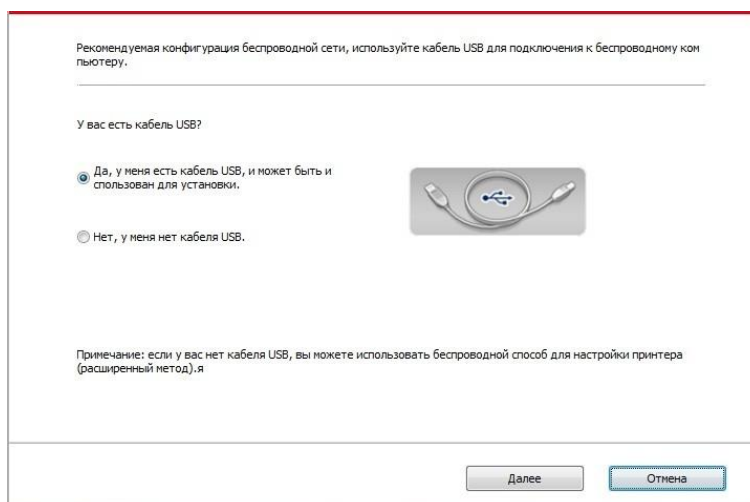 Рекомендуемая конфигурация беспроводной сети, используйте кабель USB для подключения к беспроводному ком
пьютеру.
У вас есть кабель USB?
Да, у меня есть кабель USB, и может быть и
спользован для установки.
Нет, у меня нет кабеля USB.
Примечание: если у вас нет кабеля USB, вы можете использовать беспроводной способ для настройки принтера
(расширенный метод).я
Далее
Отмена